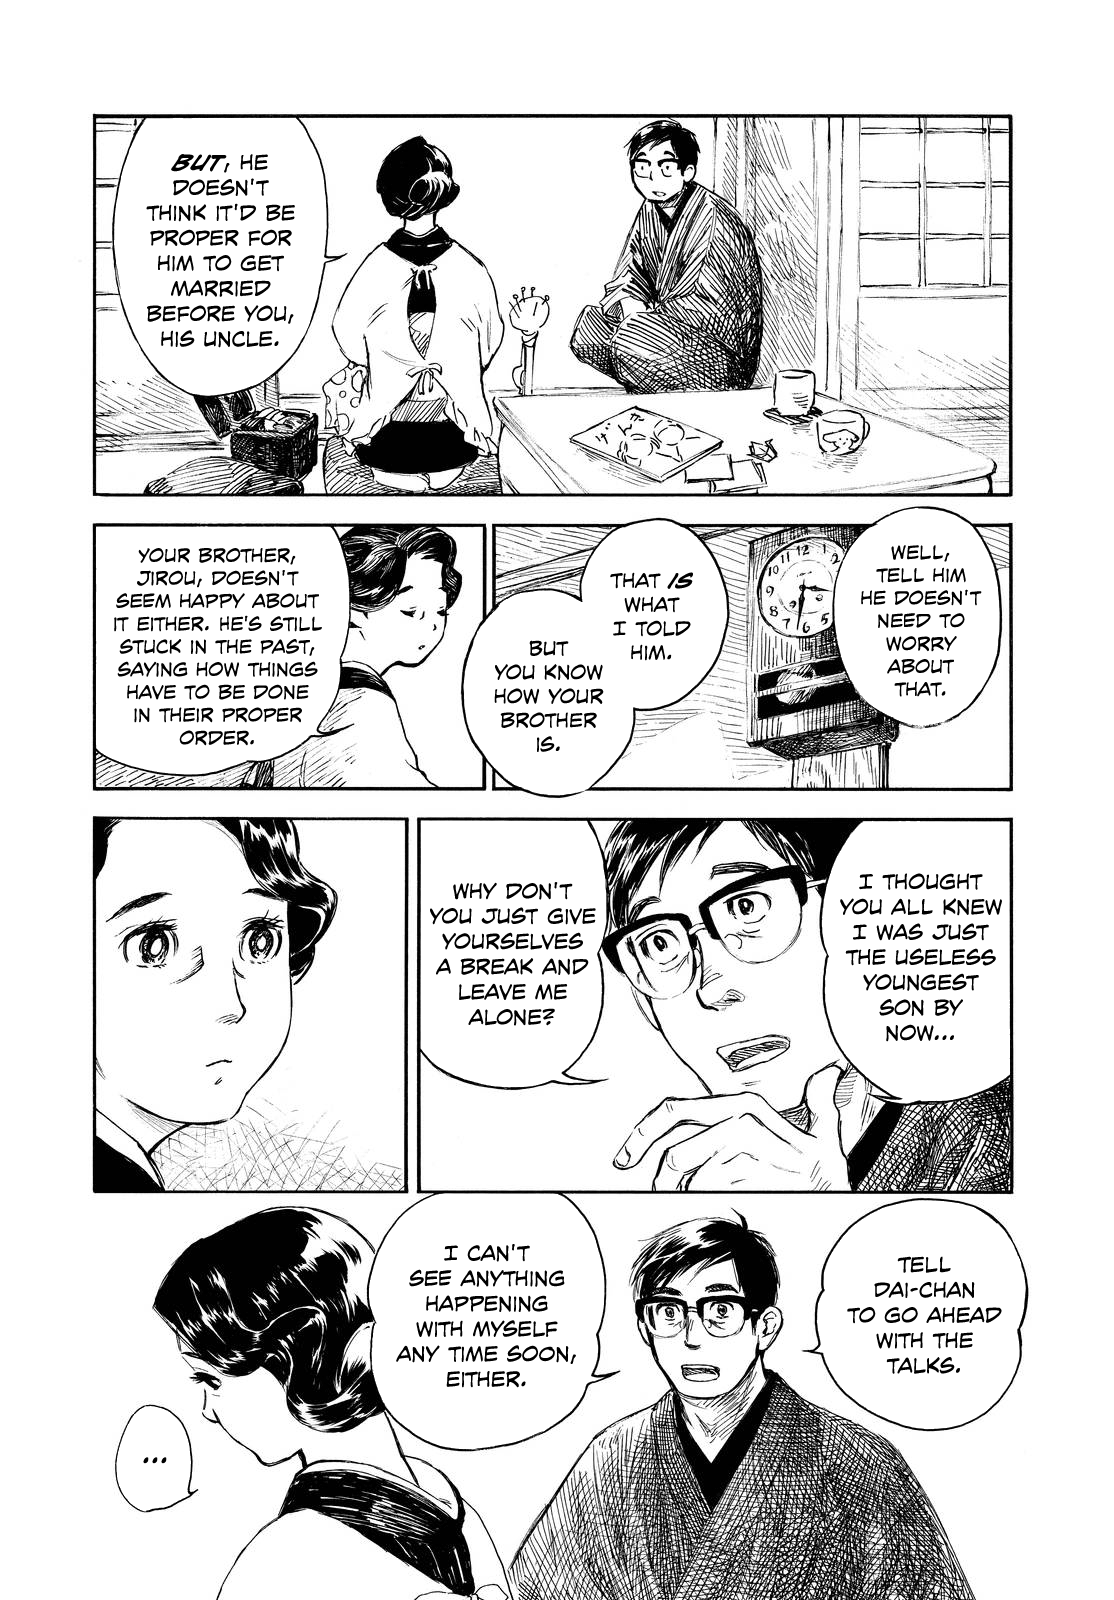 BUT, HE
DOESN'T
THINK IT'D BE
PROPER FOR
HIM TO GET
MARRIED
BEFORE YOU,
HIS UNCLE.
WELL,
TELL HIM
HE DOESN'T
NEED TO
WORRY
ABOUT
THAT.
THAT IS
WHAT
I TOLD
HIM.
BUT
YOU KNOW
HOW YOUR
BROTHER
IS.
YOUR BROTHER,
JIROU, DOESN'T
SEEM HAPPY ABOUT
IT EITHER. HE'S STILL
STUCK IN THE PAST,
SAYING HOW THINGS
HAVE TO BE DONE
IN THEIR PROPER
ORDER.
I THOUGHT
YOU ALL KNEW
I WAS JUST
THE USELESS
YOUNGEST
SON BY
NOW...
WHY DON'T
YOU JUST GIVE
YOURSELVES
A BREAK AND
LEAVE ME
ALONE?
TELL
DAI-CHAN
TO GO AHEAD
WITH THE
TALKS.
I CAN'T
SEE ANYTHING
HAPPENING
WITH MYSELF
ANY TIME SOON,
EITHER.
...